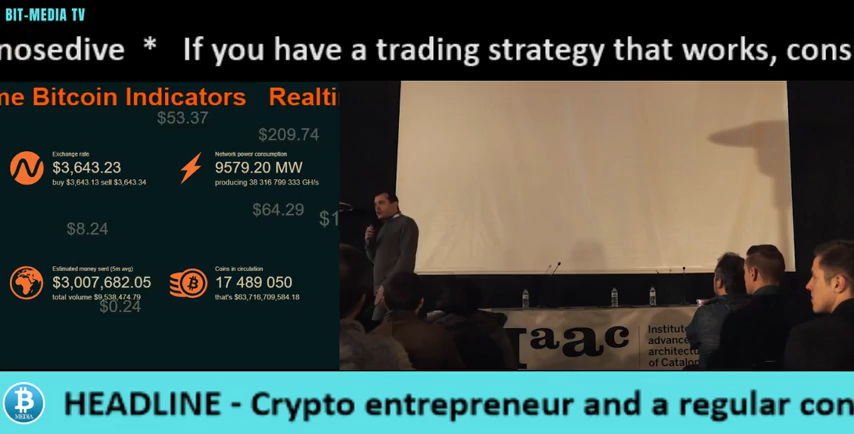 BIT-MEDIA TV
nosedive * If you have a trading strategy that works, cons
me Bitcoin Indicators Realti
$53.37
$209.74
Exchange rate
$3,643.23
buy $3,643.13 sell $3,643.34
Network power consumption
9579.20 MW
producing 38 316 799 333 GH/s
$64.29
$1
$8.24
Estimated money sent (5m avg)
$3,007,682.05
total volume $9,538,474.79
$0.24
Coins in circulation
17 489 050
that's $63,716,709,584.18
Iaac
Institute
advance
architectu
of Catalon
B
MEDIA
HEADLINE - Crypto entrepreneur and a regular con